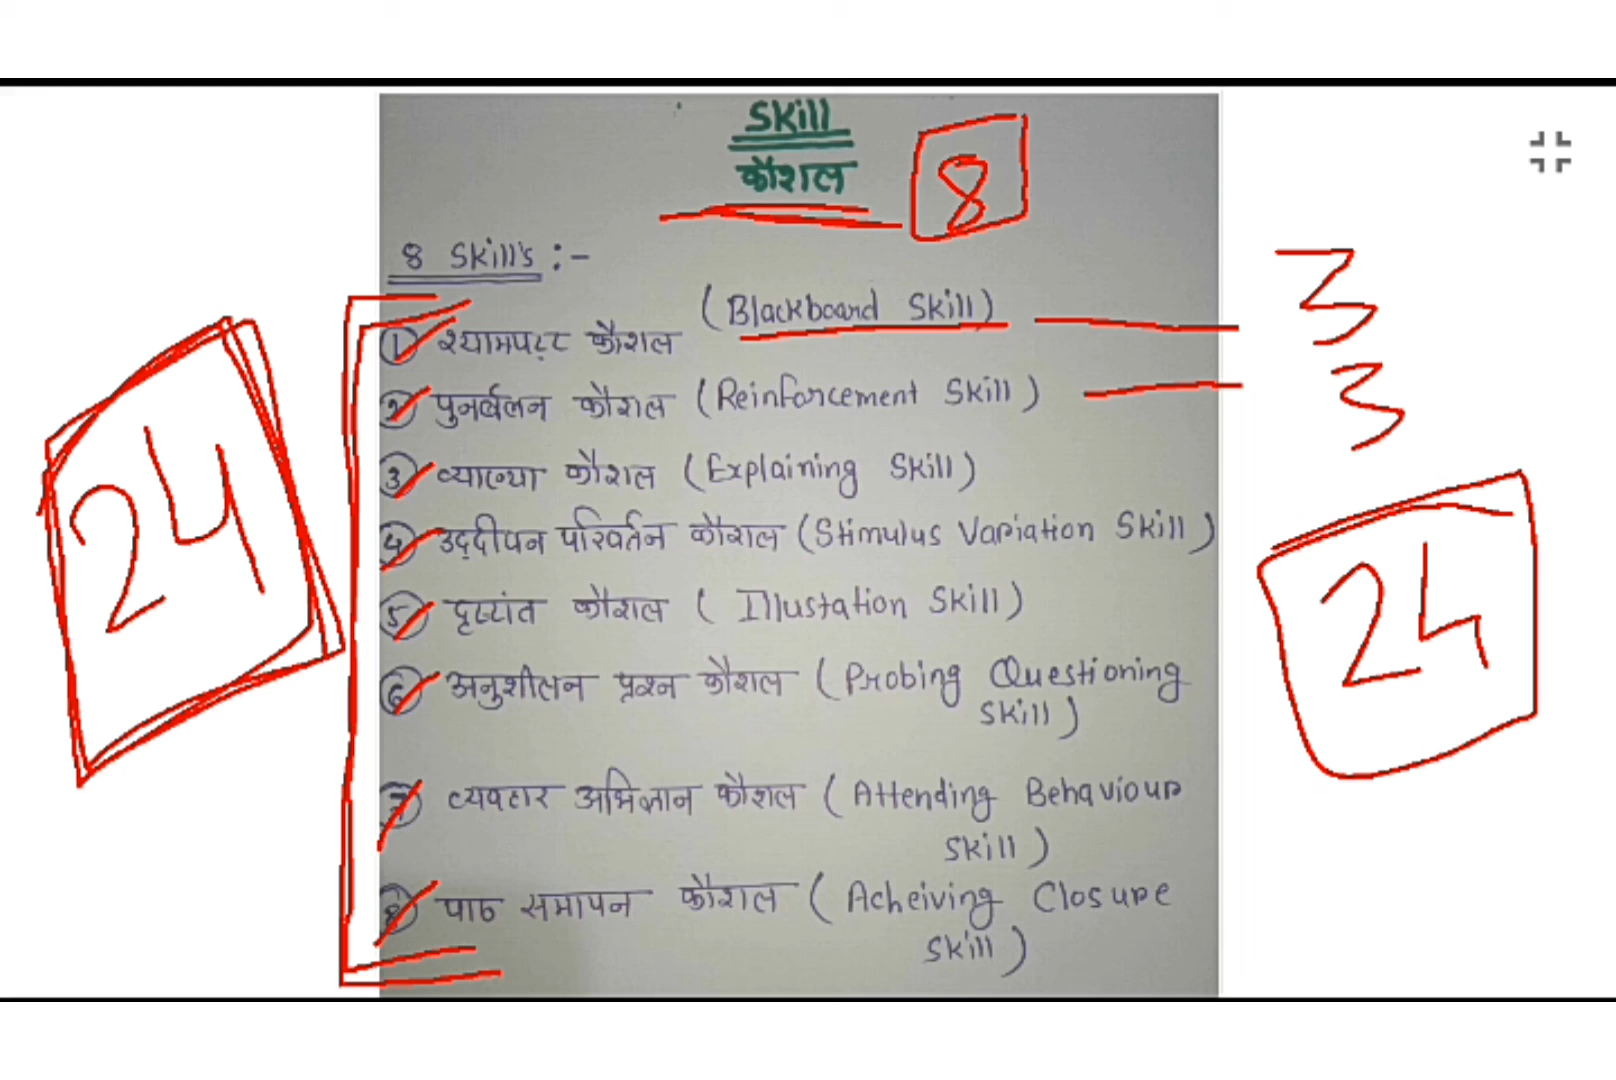 Skill
कौशल
8
8 Skill's :-
(Blackboard Skill)
① श्यामपट्ट कौशल
3
② पुनर्बलन कौशल (Reinforcement Skill)
3
③ व्याख्या कौशल (Explaining Skill)
④ उद्दीपन परिवर्तन कौशल (Stimulus Variation Skill)
24
24
⑤ दृष्टांत कौशल ( Illustation Skill)
⑥ अनुशीलन प्रश्न कौशल (Probing Questioning
Skill)
⑦ व्यवहार अभिज्ञान कौशल (Attending Behaviour
Skill)
⑧ पाठ समापन कौशल ( Acheiving Closure
Skill)